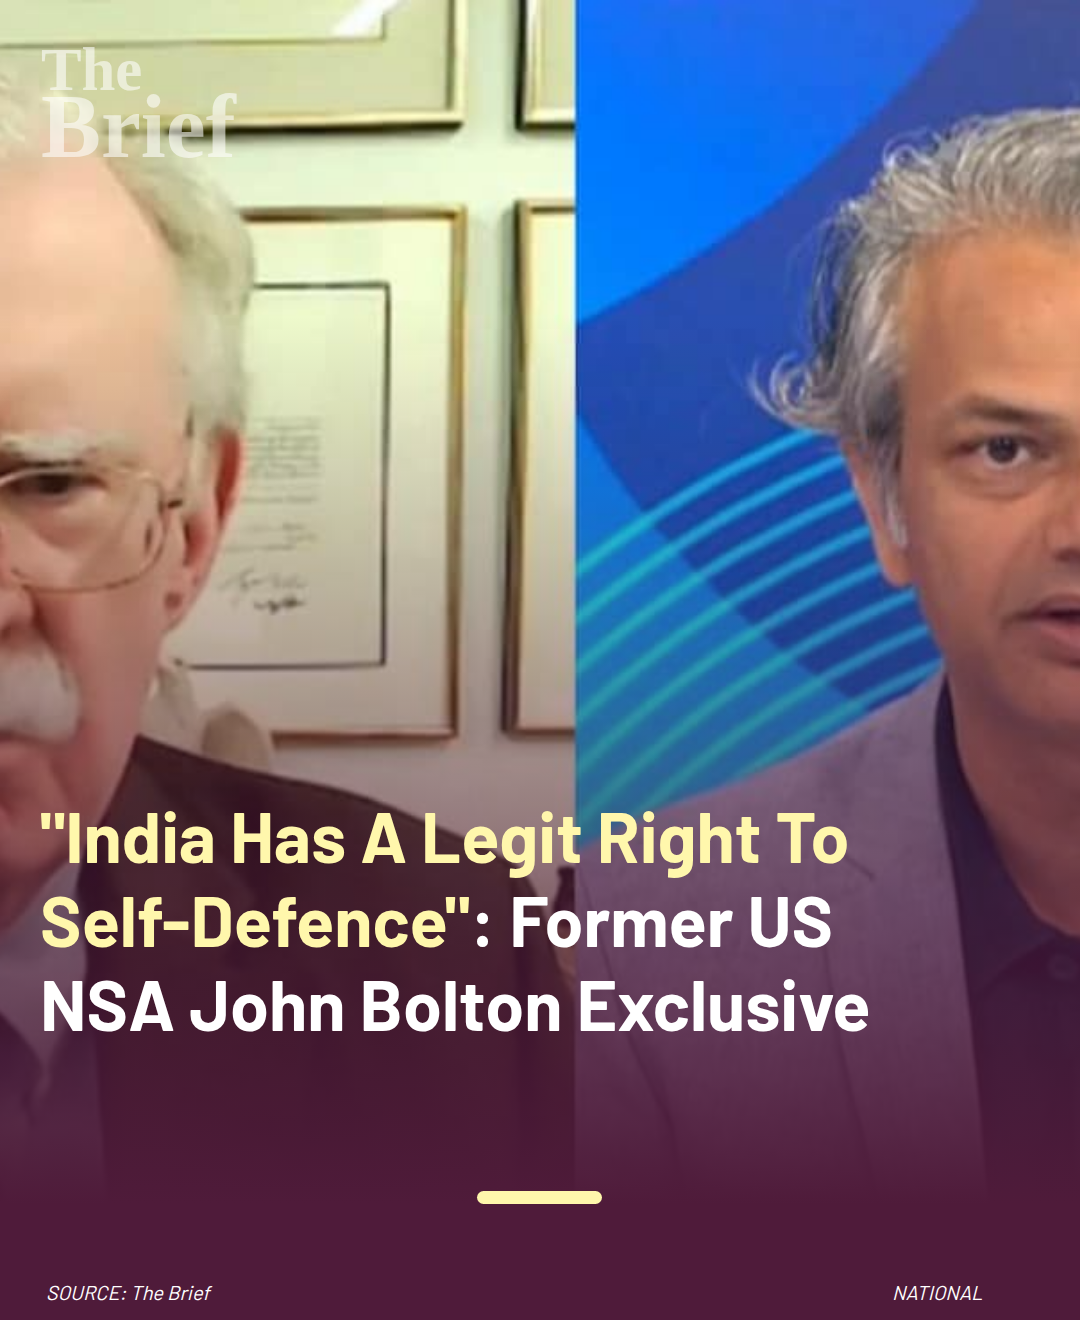 The
Brief
"India Has A Legit Right To
Self-Defence": Former US
NSA John Bolton Exclusive
SOURCE: The Brief
NATIONAL